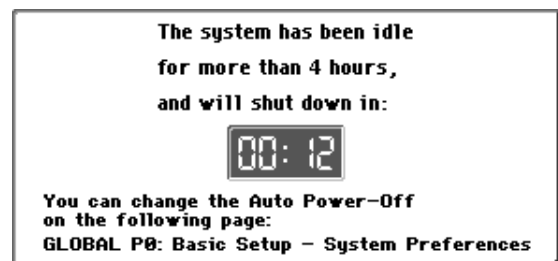 The system has been idle
for more than 4 hours,
and will shut down in:
00:12
You can change the Auto Power-Off
on the following page:
GLOBAL P0: Basic Setup - System Preferences